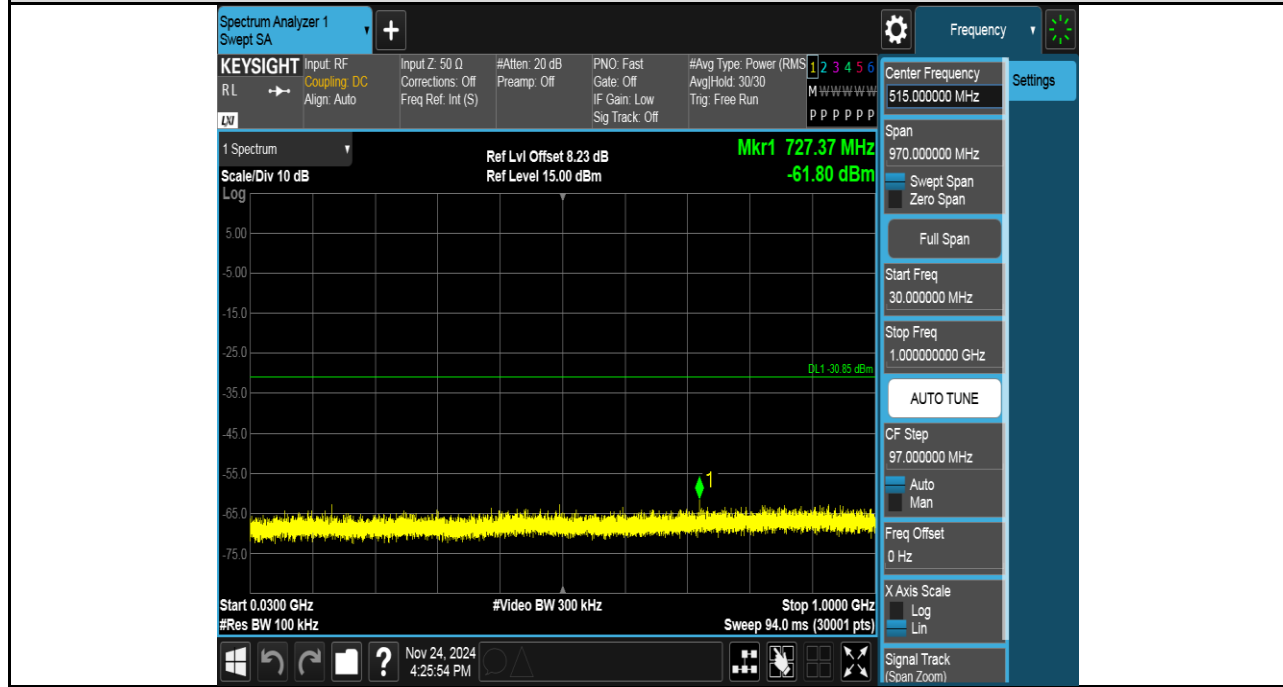 Spectrum Analyzer 1
Swept SA
+
Frequency
KEYSIGHT
RL
LXI
Input: RF
Coupling: DC
Align: Auto
Input Z: 50 Ω
Corrections: Off
Freq Ref: Int (S)
#Atten: 20 dB
Preamp: Off
PNO: Fast
Gate: Off
IF Gain: Low
Sig Track: Off
#Avg Type: Power (RMS
Avg|Hold: 30/30
Trig: Free Run
1 2 3 4 5 6
M W W W W W
P P P P P P
Center Frequency
515.000000 MHz
Settings
1 Spectrum
Scale/Div 10 dB
Ref Lvl Offset 8.23 dB
Ref Level 15.00 dBm
Mkr1 727.37 MHz
-61.80 dBm
Span
970.000000 MHz
Swept Span
Zero Span
Full Span
Start Freq
30.000000 MHz
Stop Freq
1.000000000 GHz
AUTO TUNE
CF Step
97.000000 MHz
Auto
Man
Freq Offset
0 Hz
X Axis Scale
Log
Lin
Signal Track
(Span Zoom)
Log
5.00
-5.00
-15.0
-25.0
DL1 -30.85 dBm
-35.0
-45.0
-55.0
1
-65.0
-75.0
Start 0.0300 GHz
#Video BW 300 kHz
Stop 1.0000 GHz
#Res BW 100 kHz
Sweep 94.0 ms (30001 pts)
?
Nov 24, 2024
4:25:54 PM